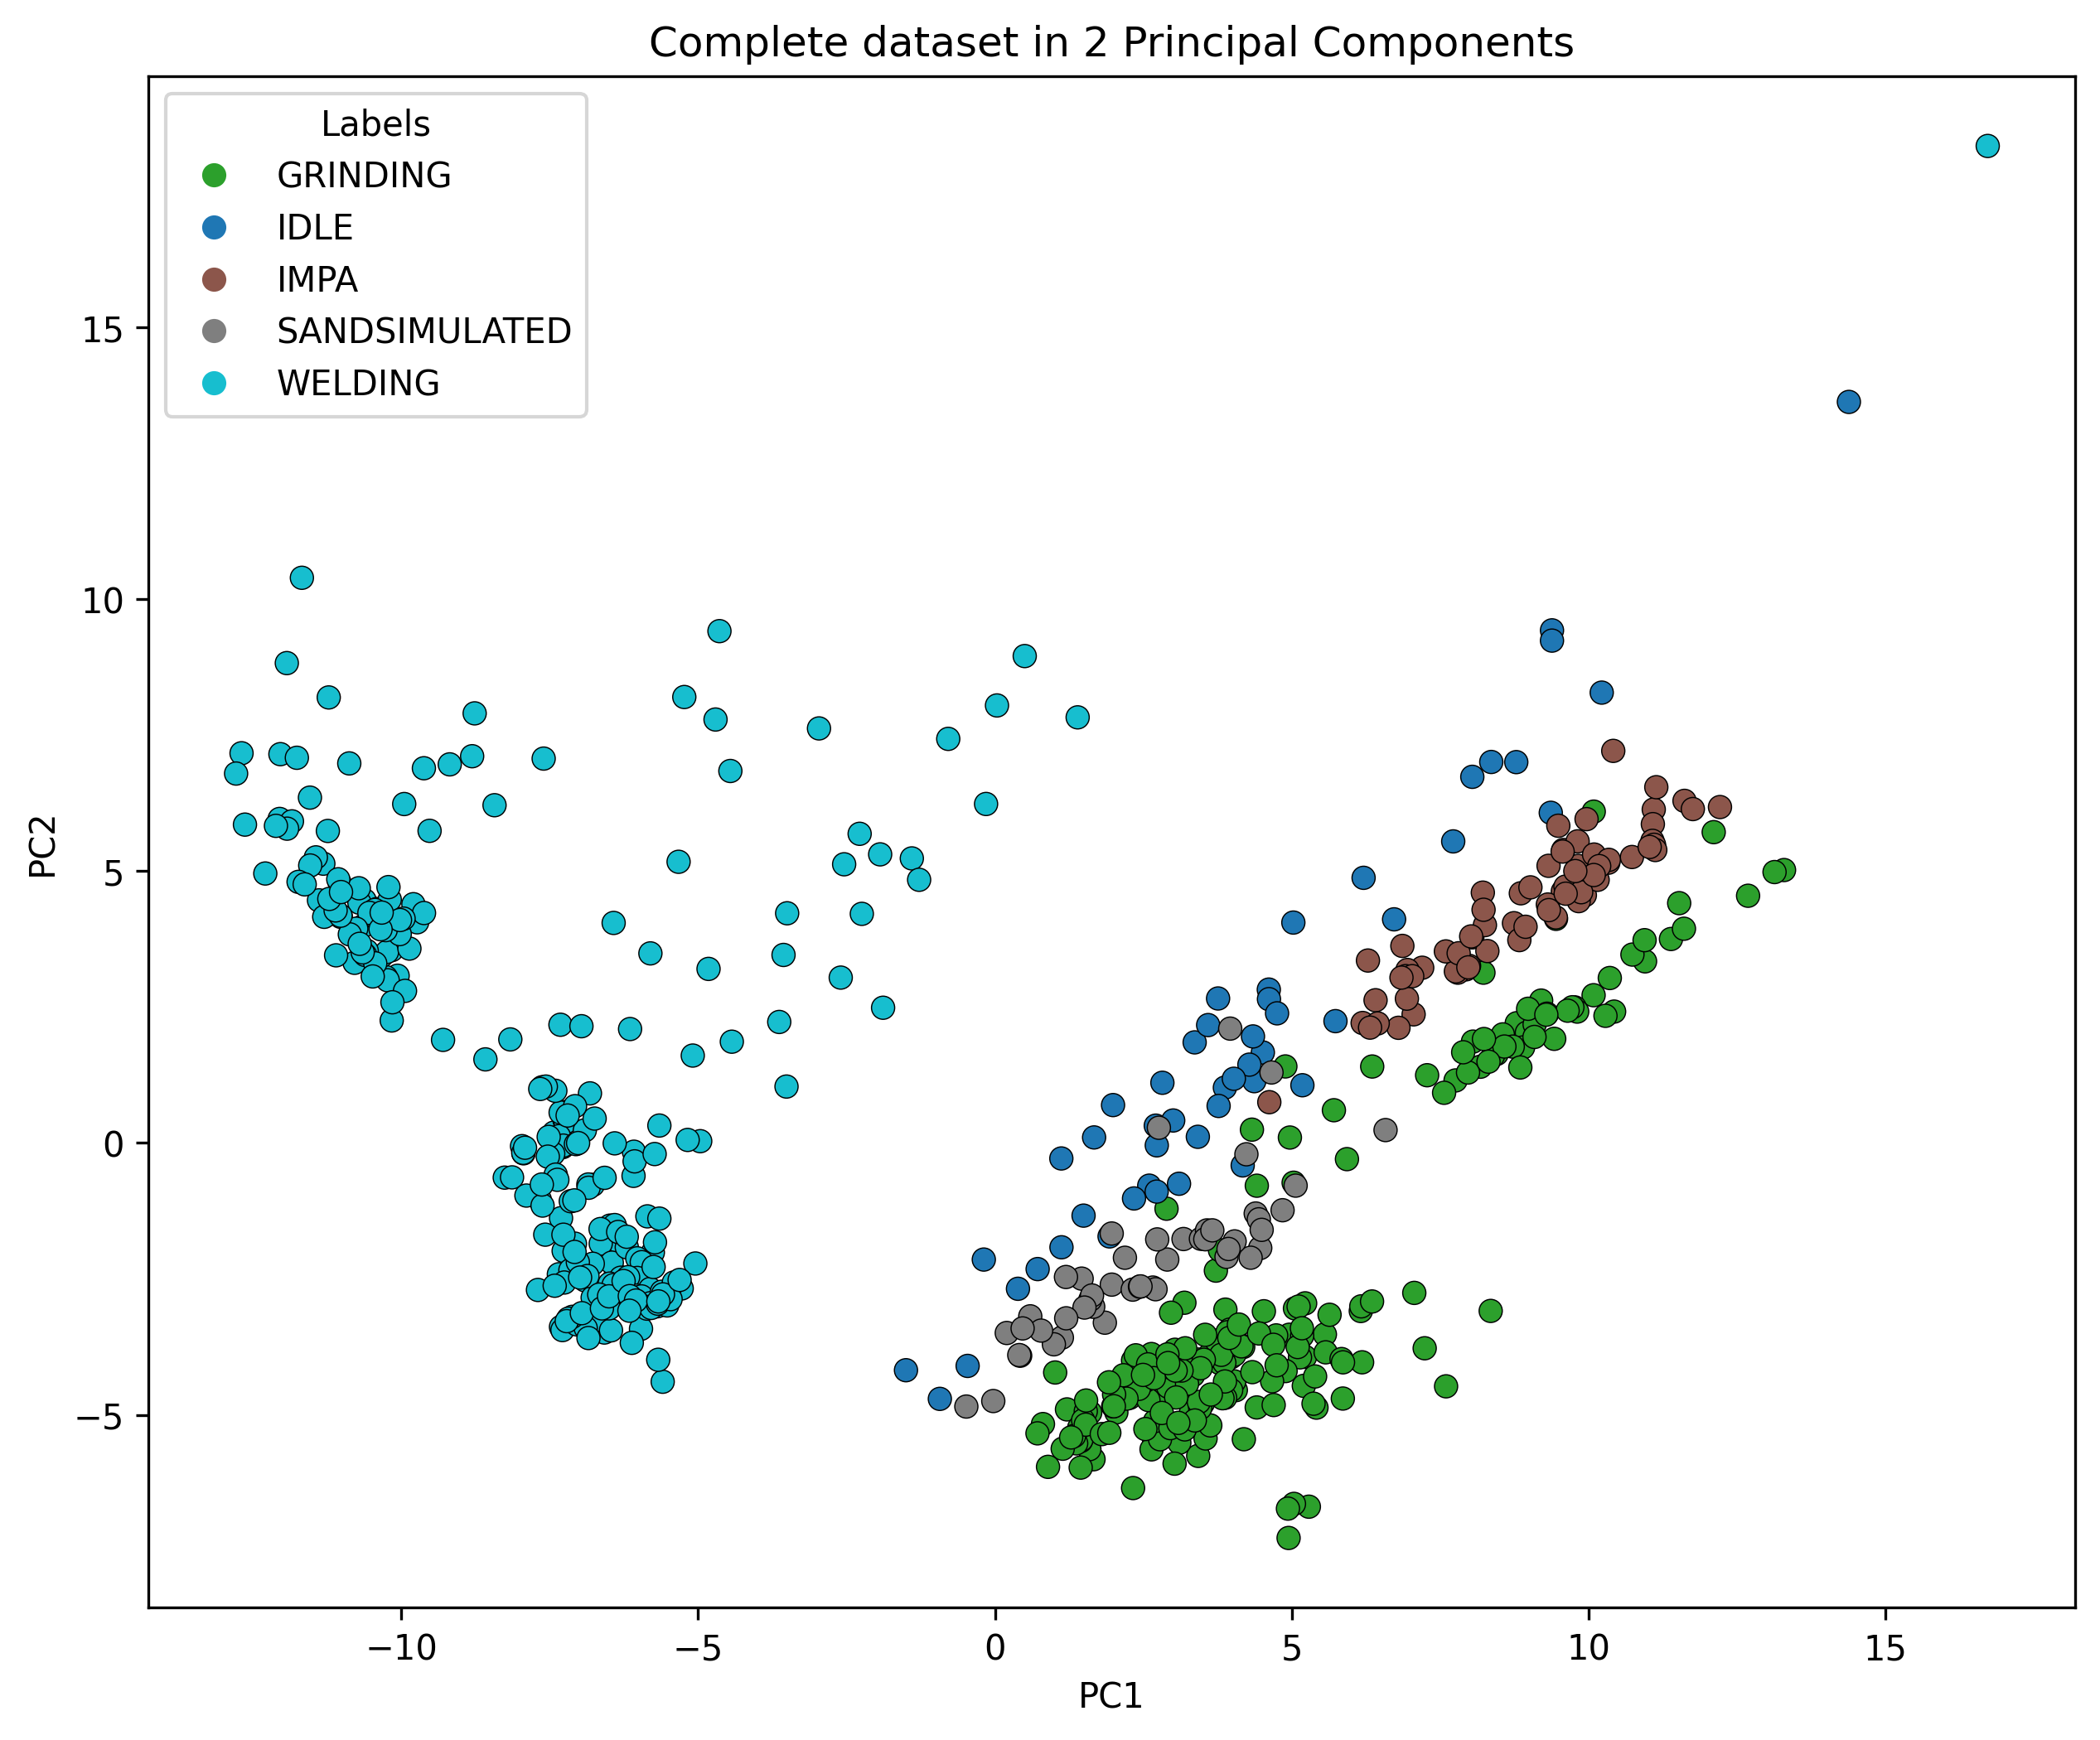 Complete dataset in 2 Principal Components
Labels
GRINDING
IDLE
IMPA
SANDSIMULATED
WELDING
15
10
5
0
−5
PC2
−10
−5
0
5
10
15
PC1